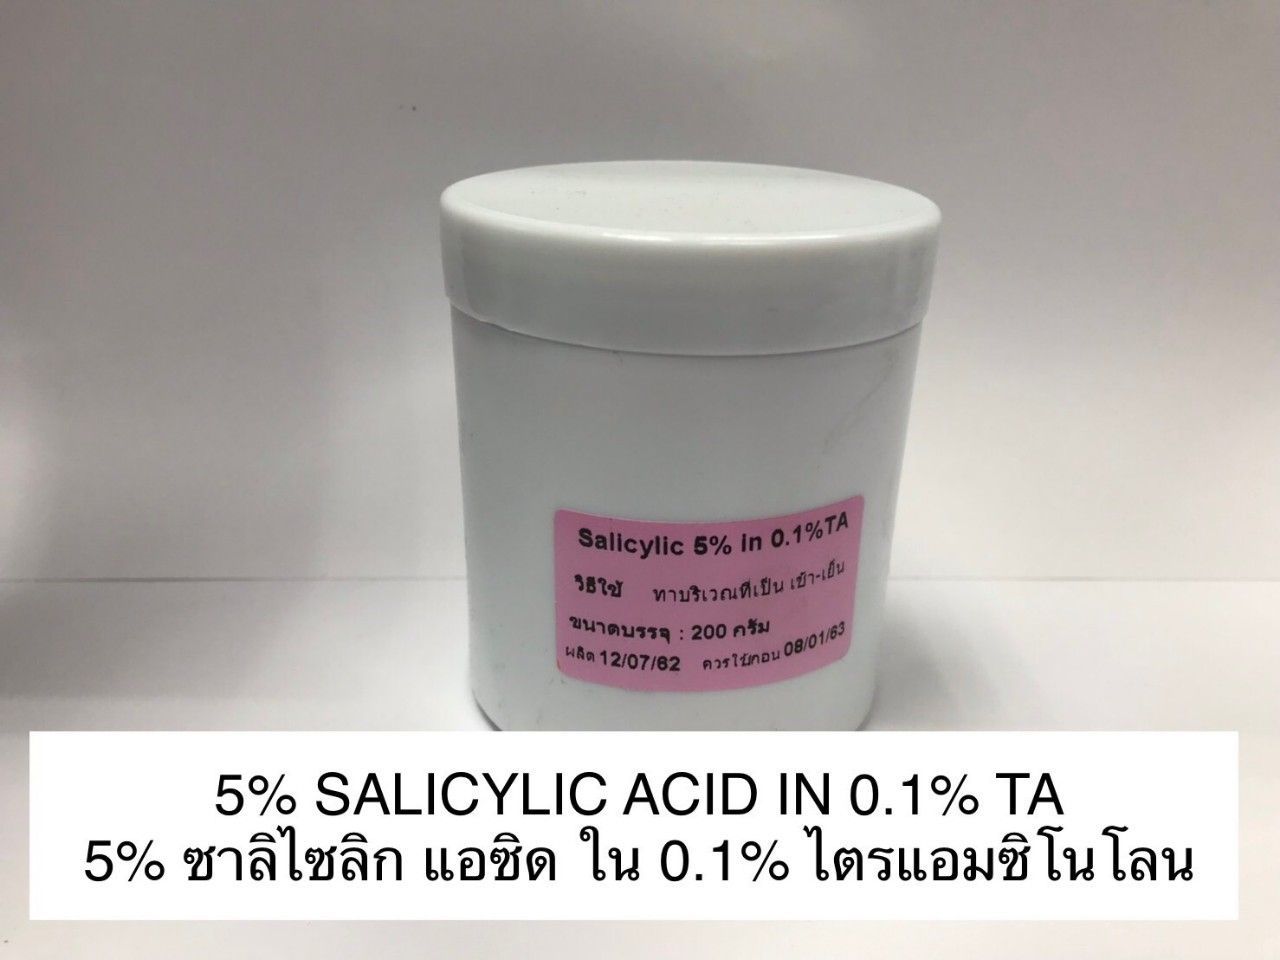 Salicylic 5% in 0.1%TA
วิธีใช้ ทาบริเวณที่เป็น เช้า-เย็น
ขนาดบรรจุ : 200 กรัม
ผลิต 12/07/62 ควรใช้ก่อน 08/01/63
5% SALICYLIC ACID IN 0.1% TA
5% ซาลิไซลิก แอซิด ใน 0.1% ไตรแอมซิโนโลน